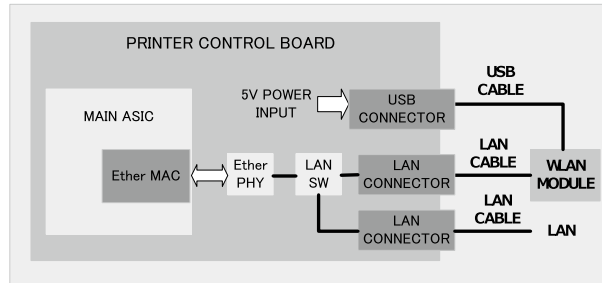 PRINTER CONTROL BOARD
USB
CABLE
5V POWER
INPUT
USB
CONNECTOR
MAIN ASIC
LAN
CABLE
Ether MAC
Ether
PHY
LAN
SW
LAN
CONNECTOR
WLAN
MODULE
LAN
CABLE
LAN
CONNECTOR
LAN